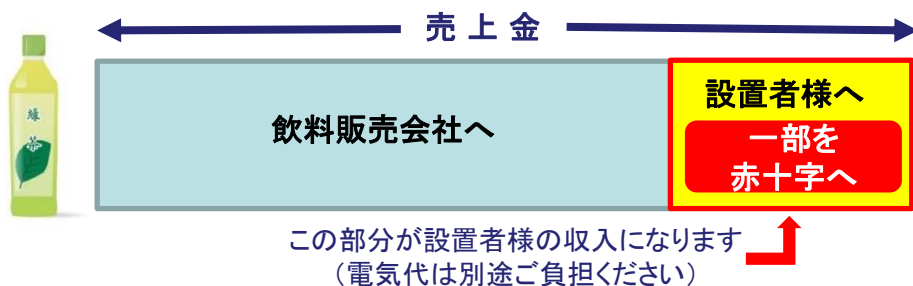 売上金
緑茶
飲料販売会社へ
設置者様へ
一部を
赤十字へ
この部分が設置者様の収入になります
(電気代は別途ご負担ください)